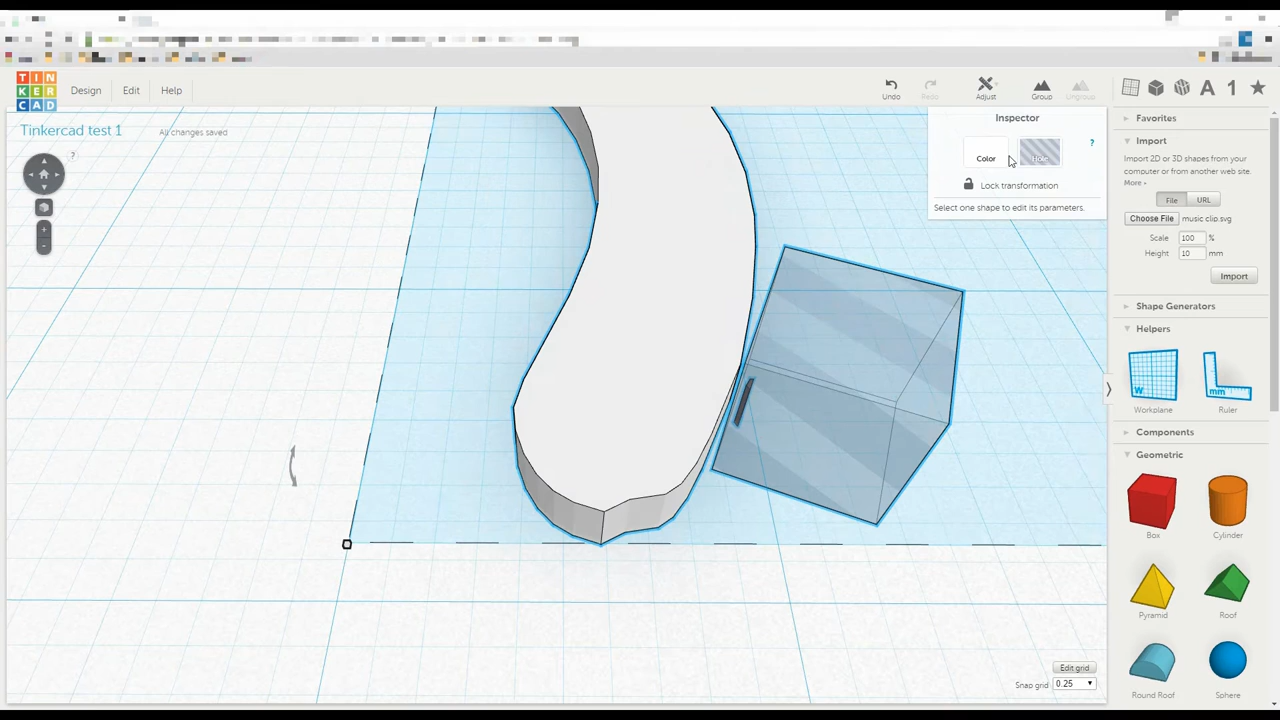 TINKERCAD
Design
Edit
Help
Undo
Redo
Adjust
Group
Ungroup
Tinkercad test 1
All changes saved
?
Inspector
Color
Hole
?
Lock transformation
Select one shape to edit its parameters.
Favorites
Import
Import 2D or 3D shapes from your
computer or from another web site.
More
File
URL
Choose File music clip.svg
Scale 100 %
Height 10 mm
Import
Shape Generators
Helpers
Workplane
Ruler
Components
Geometric
Box
Cylinder
Pyramid
Roof
Round Roof
Sphere
Edit grid
Snap grid 0.25